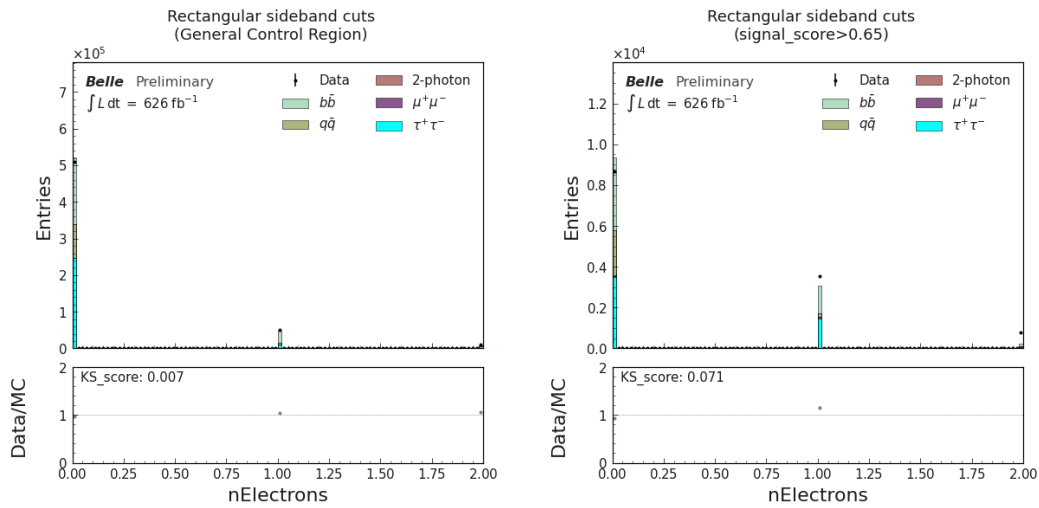 Rectangular sideband cuts
(General Control Region)
×10⁵
Belle Preliminary
∫ L dt = 626 fb⁻¹
Data
bb̄
qq̄
2-photon
μ⁺μ⁻
τ⁺τ⁻
Entries
7
6
5
4
3
2
1
0
KS_score: 0.007
Data/MC
2
1
0
0.00 0.25 0.50 0.75 1.00 1.25 1.50 1.75 2.00
nElectrons
Rectangular sideband cuts
(signal_score>0.65)
×10⁴
Belle Preliminary
∫ L dt = 626 fb⁻¹
Data
bb̄
qq̄
2-photon
μ⁺μ⁻
τ⁺τ⁻
Entries
1.2
1.0
0.8
0.6
0.4
0.2
0.0
KS_score: 0.071
Data/MC
2
1
0
0.00 0.25 0.50 0.75 1.00 1.25 1.50 1.75 2.00
nElectrons